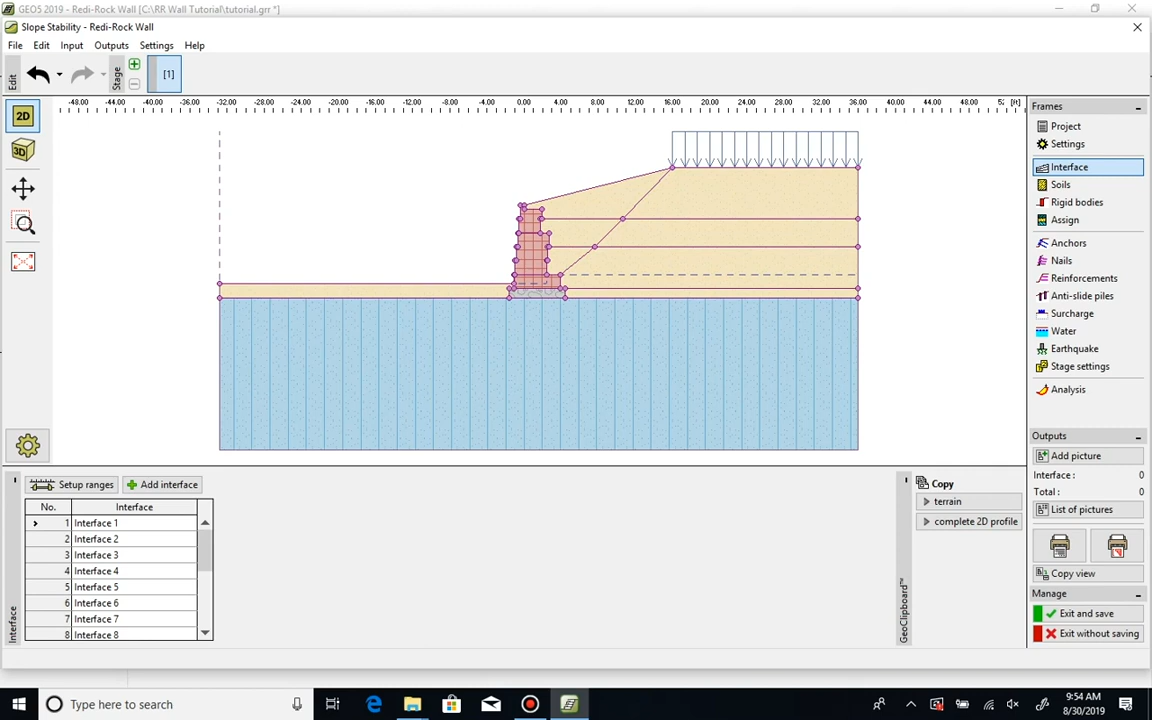 GEO5 2019 - Redi-Rock Wall [C:\RR Wall Tutorial\tutorial.grr *]
Slope Stability - Redi-Rock Wall
File Edit Input Outputs Settings Help
Edit Stage [1]
2D
3D
-48.00 -44.00 -40.00 -36.00 -32.00 -28.00 -24.00 -20.00 -16.00 -12.00 -8.00 -4.00 0.00 4.00 8.00 12.00 16.00 20.00 24.00 28.00 32.00 36.00 40.00 44.00 48.00 [ft]
Frames
Project
Settings
Interface
Soils
Rigid bodies
Assign
Anchors
Nails
Reinforcements
Anti-slide piles
Surcharge
Water
Earthquake
Stage settings
Analysis
Outputs
Add picture
Interface : 0
Total : 0
List of pictures
Copy view
Manage
Exit and save
Exit without saving
Interface
Setup ranges Add interface
No. Interface
1 Interface 1
2 Interface 2
3 Interface 3
4 Interface 4
5 Interface 5
6 Interface 6
7 Interface 7
8 Interface 8
GeoClipboard™
Copy
terrain
complete 2D profile
Type here to search
9:54 AM
8/30/2019